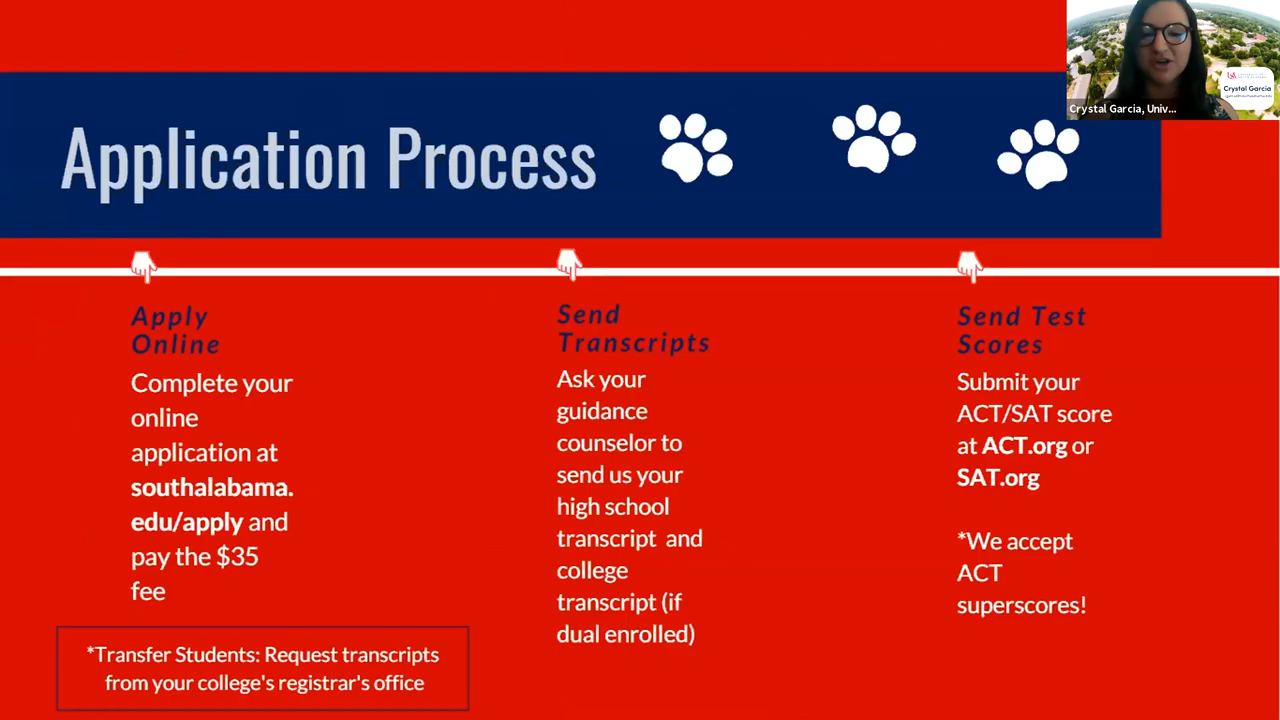 Application Process
Apply
Online
Complete your
online
application at
southalabama.
edu/apply and
pay the $35
fee
*Transfer Students: Request transcripts
from your college's registrar's office
Send
Transcripts
Ask your
guidance
counselor to
send us your
high school
transcript and
college
transcript (if
dual enrolled)
Send Test
Scores
Submit your
ACT/SAT score
at ACT.org or
SAT.org
*We accept
ACT
superscores!
Crystal Garcia
Crystal Garcia, Univ...